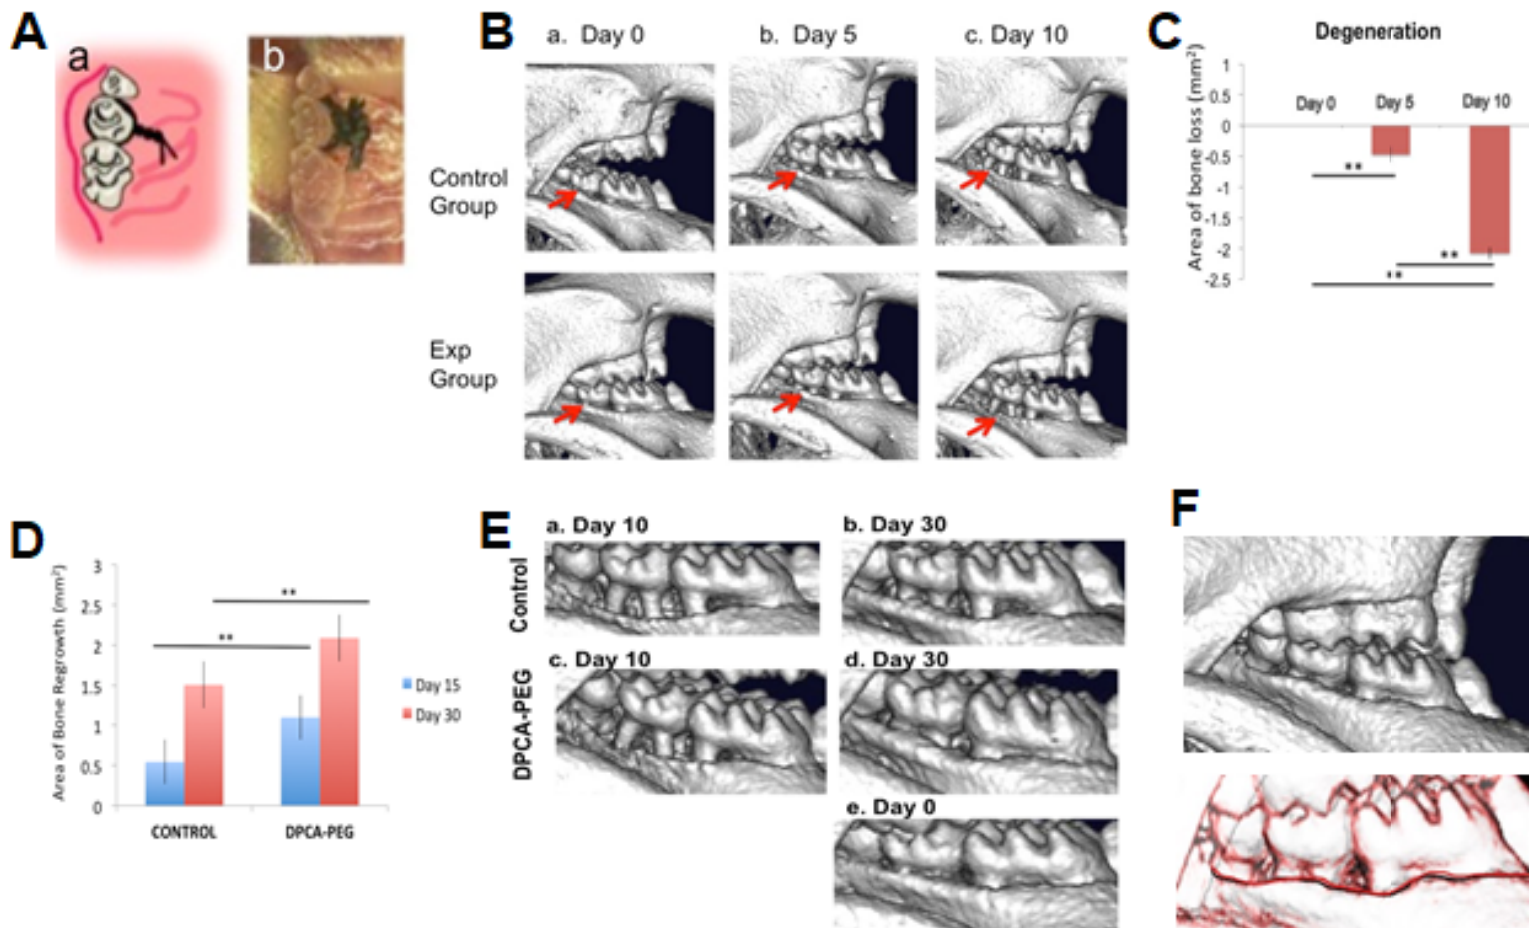 A
a
b
B
a. Day 0
b. Day 5
c. Day 10
Control
Group
Exp
Group
C
Degeneration
Area of bone loss (mm²)
1
0.5
0
-0.5
-1
-1.5
-2
-2.5
Day 0
Day 5
Day 10
**
**
**
D
Area of Bone Regrowth (mm²)
3
2.5
2
1.5
1
0.5
0
**
**
CONTROL
DPCA-PEG
Day 15
Day 30
E
a. Day 10
b. Day 30
Control
c. Day 10
d. Day 30
DPCA-PEG
e. Day 0
F